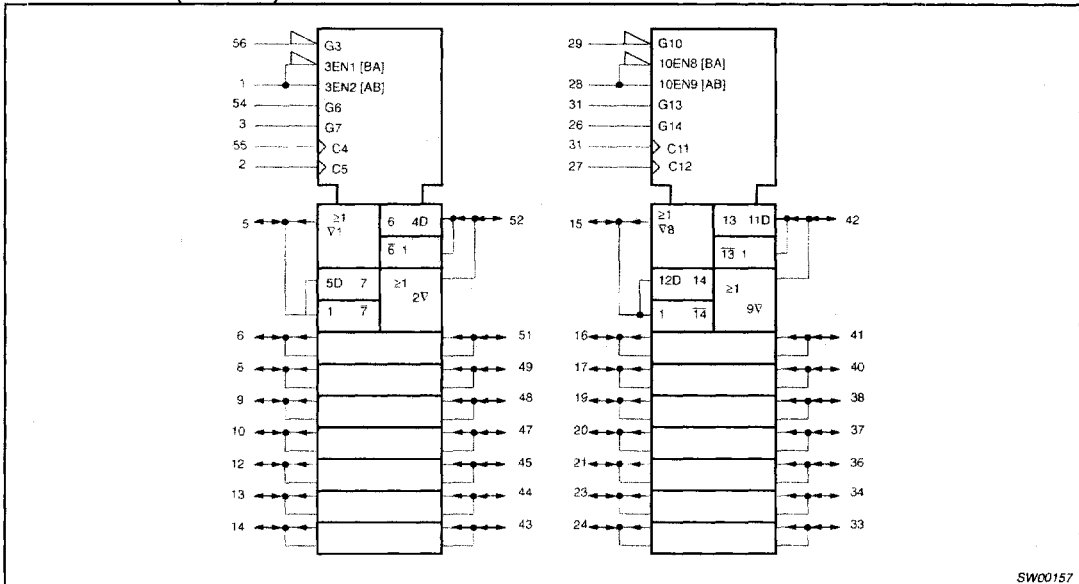 56 G3
3EN1 [BA]
1 3EN2 [AB]
54 G6
3 G7
55 C4
2 C5
5 ≥1 6 4D 52
∇1
6̅ 1
5D 7 ≥1
2∇
1 7̅
6 51
8 49
9 48
10 47
12 45
13 44
14 43
29 G10
10EN8 [BA]
28 10EN9 [AB]
31 G13
26 G14
31 C11
27 C12
15 ≥1 13 11D 42
∇8
1̅3̅ 1
12D 14 ≥1
9∇
1 1̅4̅
16 41
17 40
19 38
20 37
21 36
23 34
24 33
SW00157